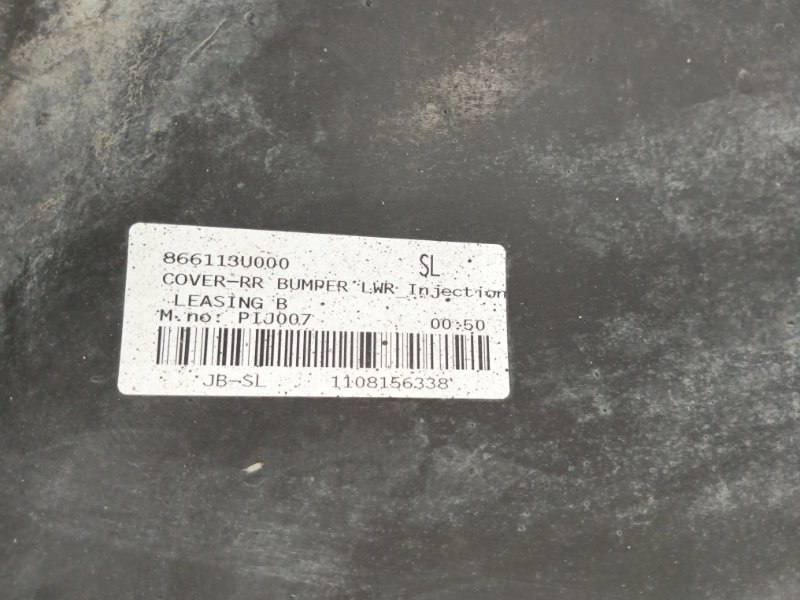 866113U000 SL
COVER-RR BUMPER LWR_Injection
LEASING B
M.no: PIJ007 00:50
JB-SL 1108156338